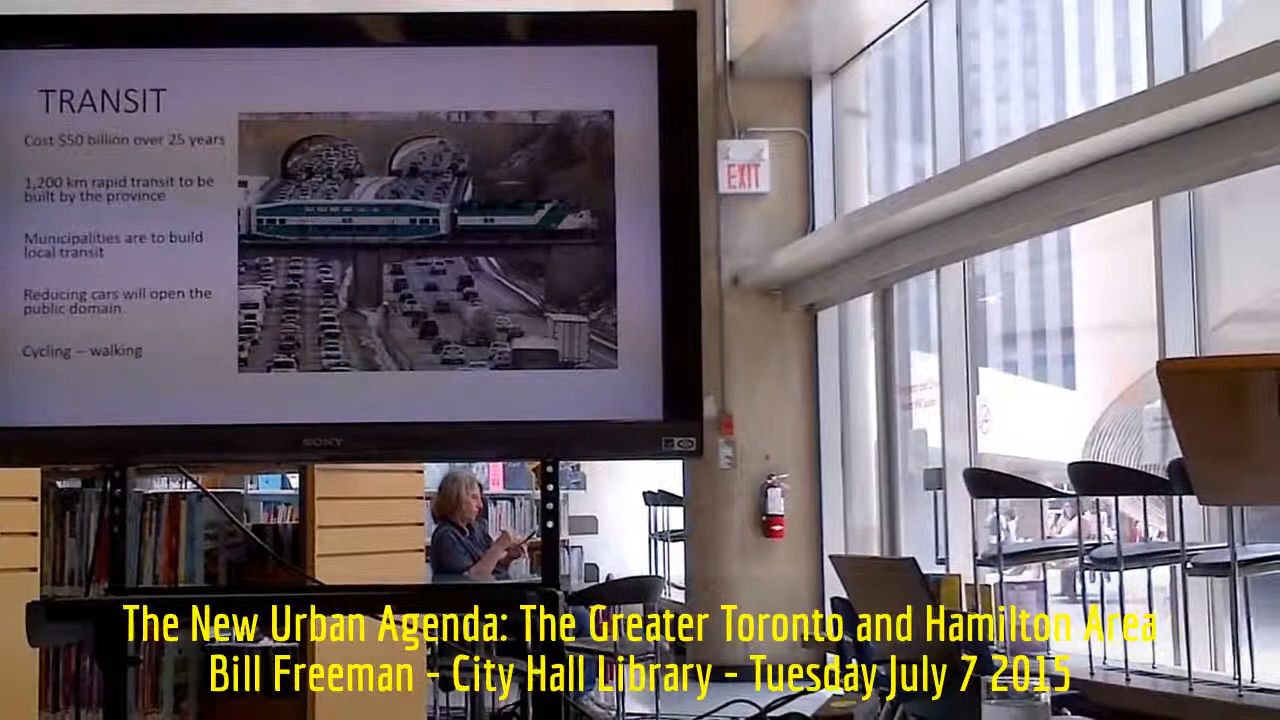 TRANSIT
Cost $50 billion over 25 years
1,200 km rapid transit to be
built by the province
Municipalities are to build
local transit
Reducing cars will open the
public domain.
Cycling – walking
SONY
EXIT
The New Urban Agenda: The Greater Toronto and Hamilton Area
Bill Freeman - City Hall Library - Tuesday July 7 2015